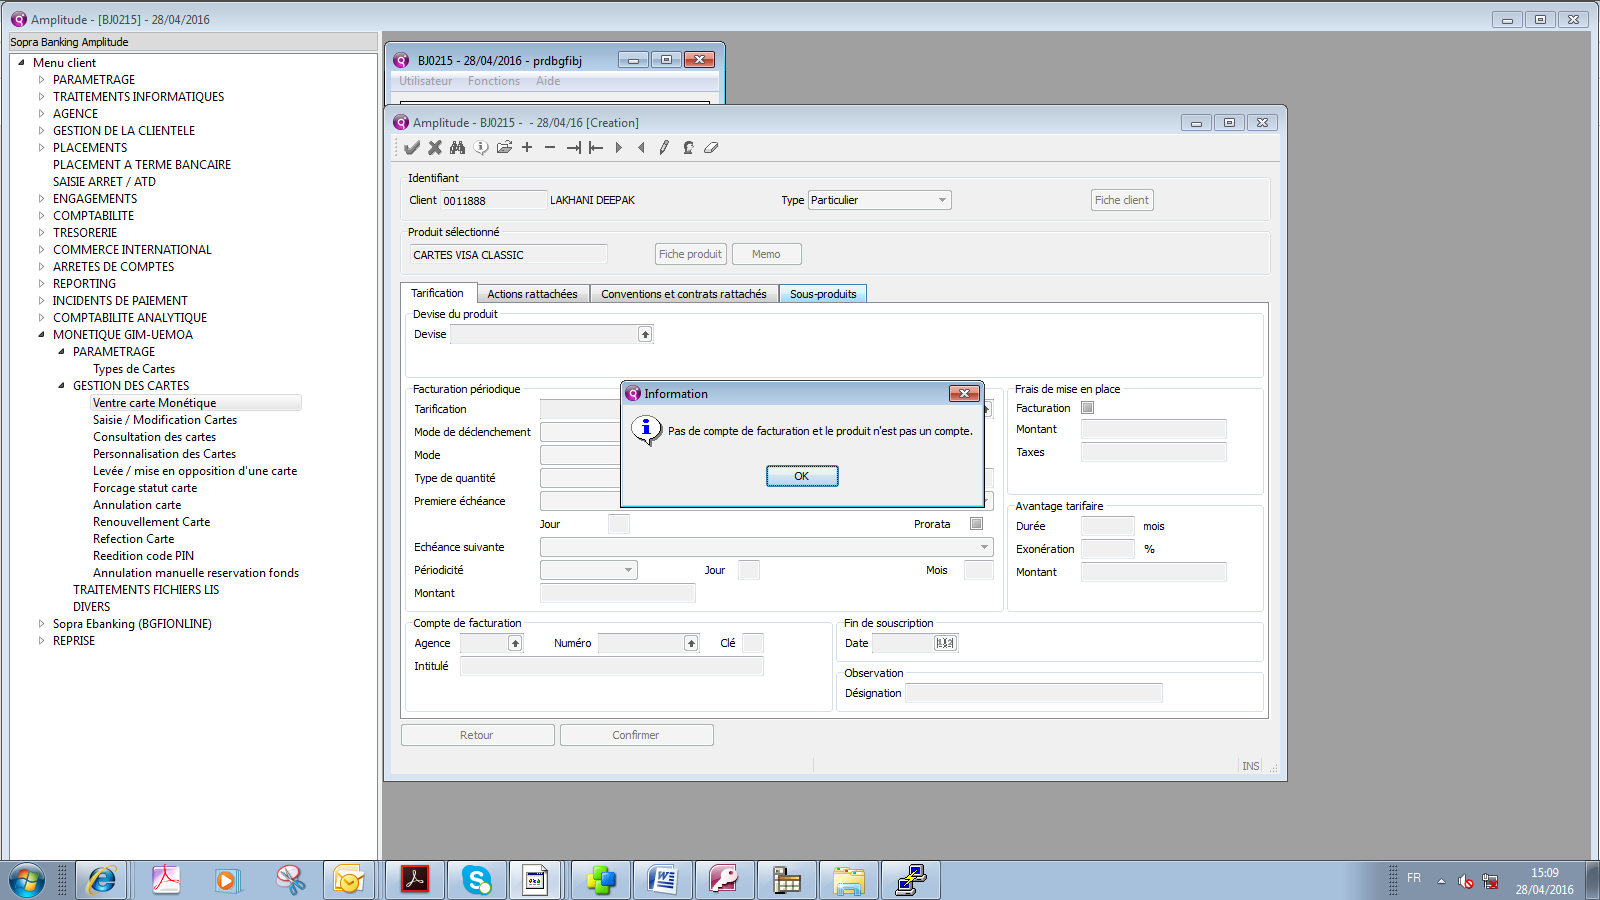 Amplitude - [BJ0215] - 28/04/2016
Sopra Banking Amplitude
Menu client
PARAMETRAGE
TRAITEMENTS INFORMATIQUES
AGENCE
GESTION DE LA CLIENTELE
PLACEMENTS
PLACEMENT A TERME BANCAIRE
SAISIE ARRET / ATD
ENGAGEMENTS
COMPTABILITE
TRESORERIE
COMMERCE INTERNATIONAL
ARRETES DE COMPTES
REPORTING
INCIDENTS DE PAIEMENT
COMPTABILITE ANALYTIQUE
MONETIQUE GIM-UEMOA
PARAMETRAGE
Types de Cartes
GESTION DES CARTES
Ventre carte Monétique
Saisie / Modification Cartes
Consultation des cartes
Personnalisation des Cartes
Levée / mise en opposition d'une carte
Forcage statut carte
Annulation carte
Renouvellement Carte
Refection Carte
Reedition code PIN
Annulation manuelle reservation fonds
TRAITEMENTS FICHIERS LIS
DIVERS
Sopra Ebanking (BGFIONLINE)
REPRISE
BJ0215 - 28/04/2016 - prdbgfibj
Utilisateur Fonctions Aide
Amplitude - BJ0215 - - 28/04/16 [Creation]
Identifiant
Client 0011888 LAKHANI DEEPAK Type Particulier Fiche client
Produit sélectionné
CARTES VISA CLASSIC Fiche produit Memo
Tarification Actions rattachées Conventions et contrats rattachés Sous-produits
Devise du produit
Devise
Facturation périodique
Tarification
Mode de déclenchement
Mode
Type de quantité
Premiere échéance
Jour Prorata
Echéance suivante
Périodicité Jour Mois
Montant
Frais de mise en place
Facturation
Montant
Taxes
Avantage tarifaire
Durée mois
Exonération %
Montant
Information
Pas de compte de facturation et le produit n'est pas un compte.
OK
Compte de facturation
Agence Numéro Clé
Intitulé
Fin de souscription
Date
Observation
Désignation
Retour Confirmer
INS
FR
15:09
28/04/2016